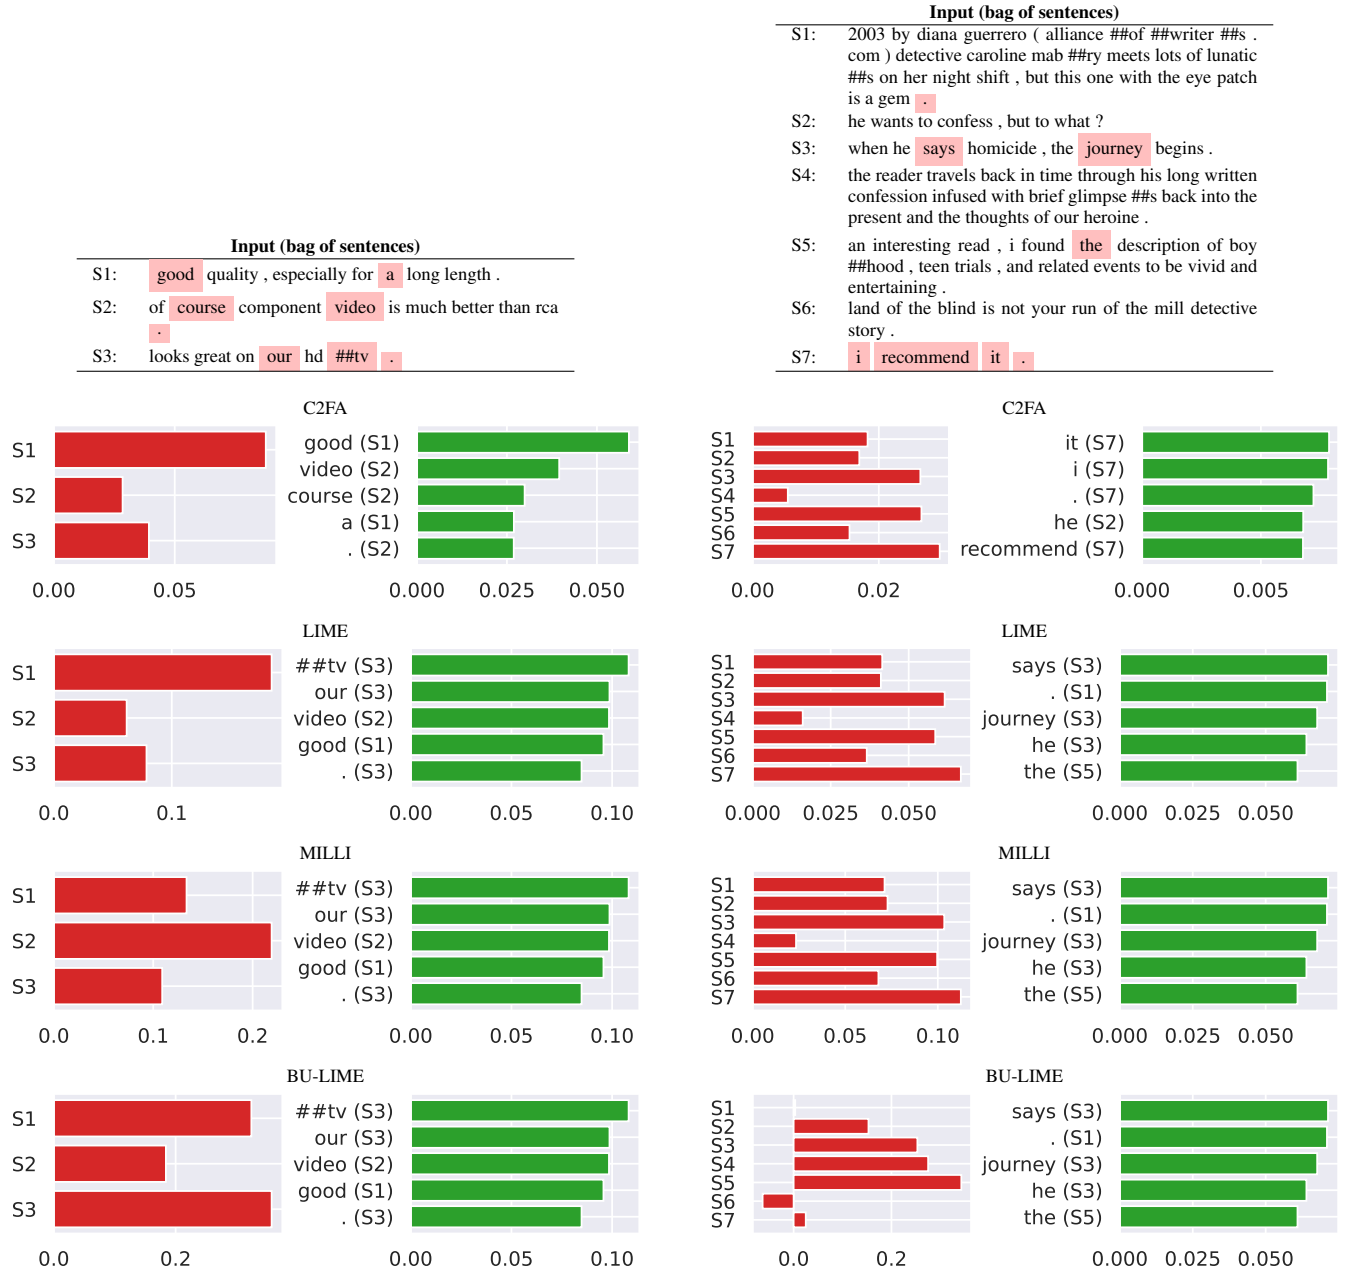 Input (bag of sentences)
S1: good quality , especially for a long length .
S2: of course component video is much better than rca
.
S3: looks great on our hd ##tv .
Input (bag of sentences)
S1: 2003 by diana guerrero ( alliance ##of ##writer ##s .
com ) detective caroline mab ##ry meets lots of lunatic
##s on her night shift , but this one with the eye patch
is a gem .
S2: he wants to confess , but to what ?
S3: when he says homicide , the journey begins .
S4: the reader travels back in time through his long written
confession infused with brief glimpse ##s back into the
present and the thoughts of our heroine .
S5: an interesting read , i found the description of boy
##hood , teen trials , and related events to be vivid and
entertaining .
S6: land of the blind is not your run of the mill detective
story .
S7: i recommend it .
C2FA
S1
S2
S3
0.00 0.05
good (S1)
video (S2)
course (S2)
a (S1)
. (S2)
0.000 0.025 0.050
C2FA
S1
S2
S3
S4
S5
S6
S7
0.00 0.02
it (S7)
i (S7)
. (S7)
he (S2)
recommend (S7)
0.000 0.005
LIME
S1
S2
S3
0.0 0.1
##tv (S3)
our (S3)
video (S2)
good (S1)
. (S3)
0.00 0.05 0.10
LIME
S1
S2
S3
S4
S5
S6
S7
0.000 0.025 0.050
says (S3)
. (S1)
journey (S3)
he (S3)
the (S5)
0.000 0.025 0.050
MILLI
S1
S2
S3
0.0 0.1 0.2
##tv (S3)
our (S3)
video (S2)
good (S1)
. (S3)
0.00 0.05 0.10
MILLI
S1
S2
S3
S4
S5
S6
S7
0.00 0.05 0.10
says (S3)
. (S1)
journey (S3)
he (S3)
the (S5)
0.000 0.025 0.050
BU-LIME
S1
S2
S3
0.0 0.2
##tv (S3)
our (S3)
video (S2)
good (S1)
. (S3)
0.00 0.05 0.10
BU-LIME
S1
S2
S3
S4
S5
S6
S7
0.0 0.2
says (S3)
. (S1)
journey (S3)
he (S3)
the (S5)
0.000 0.025 0.050